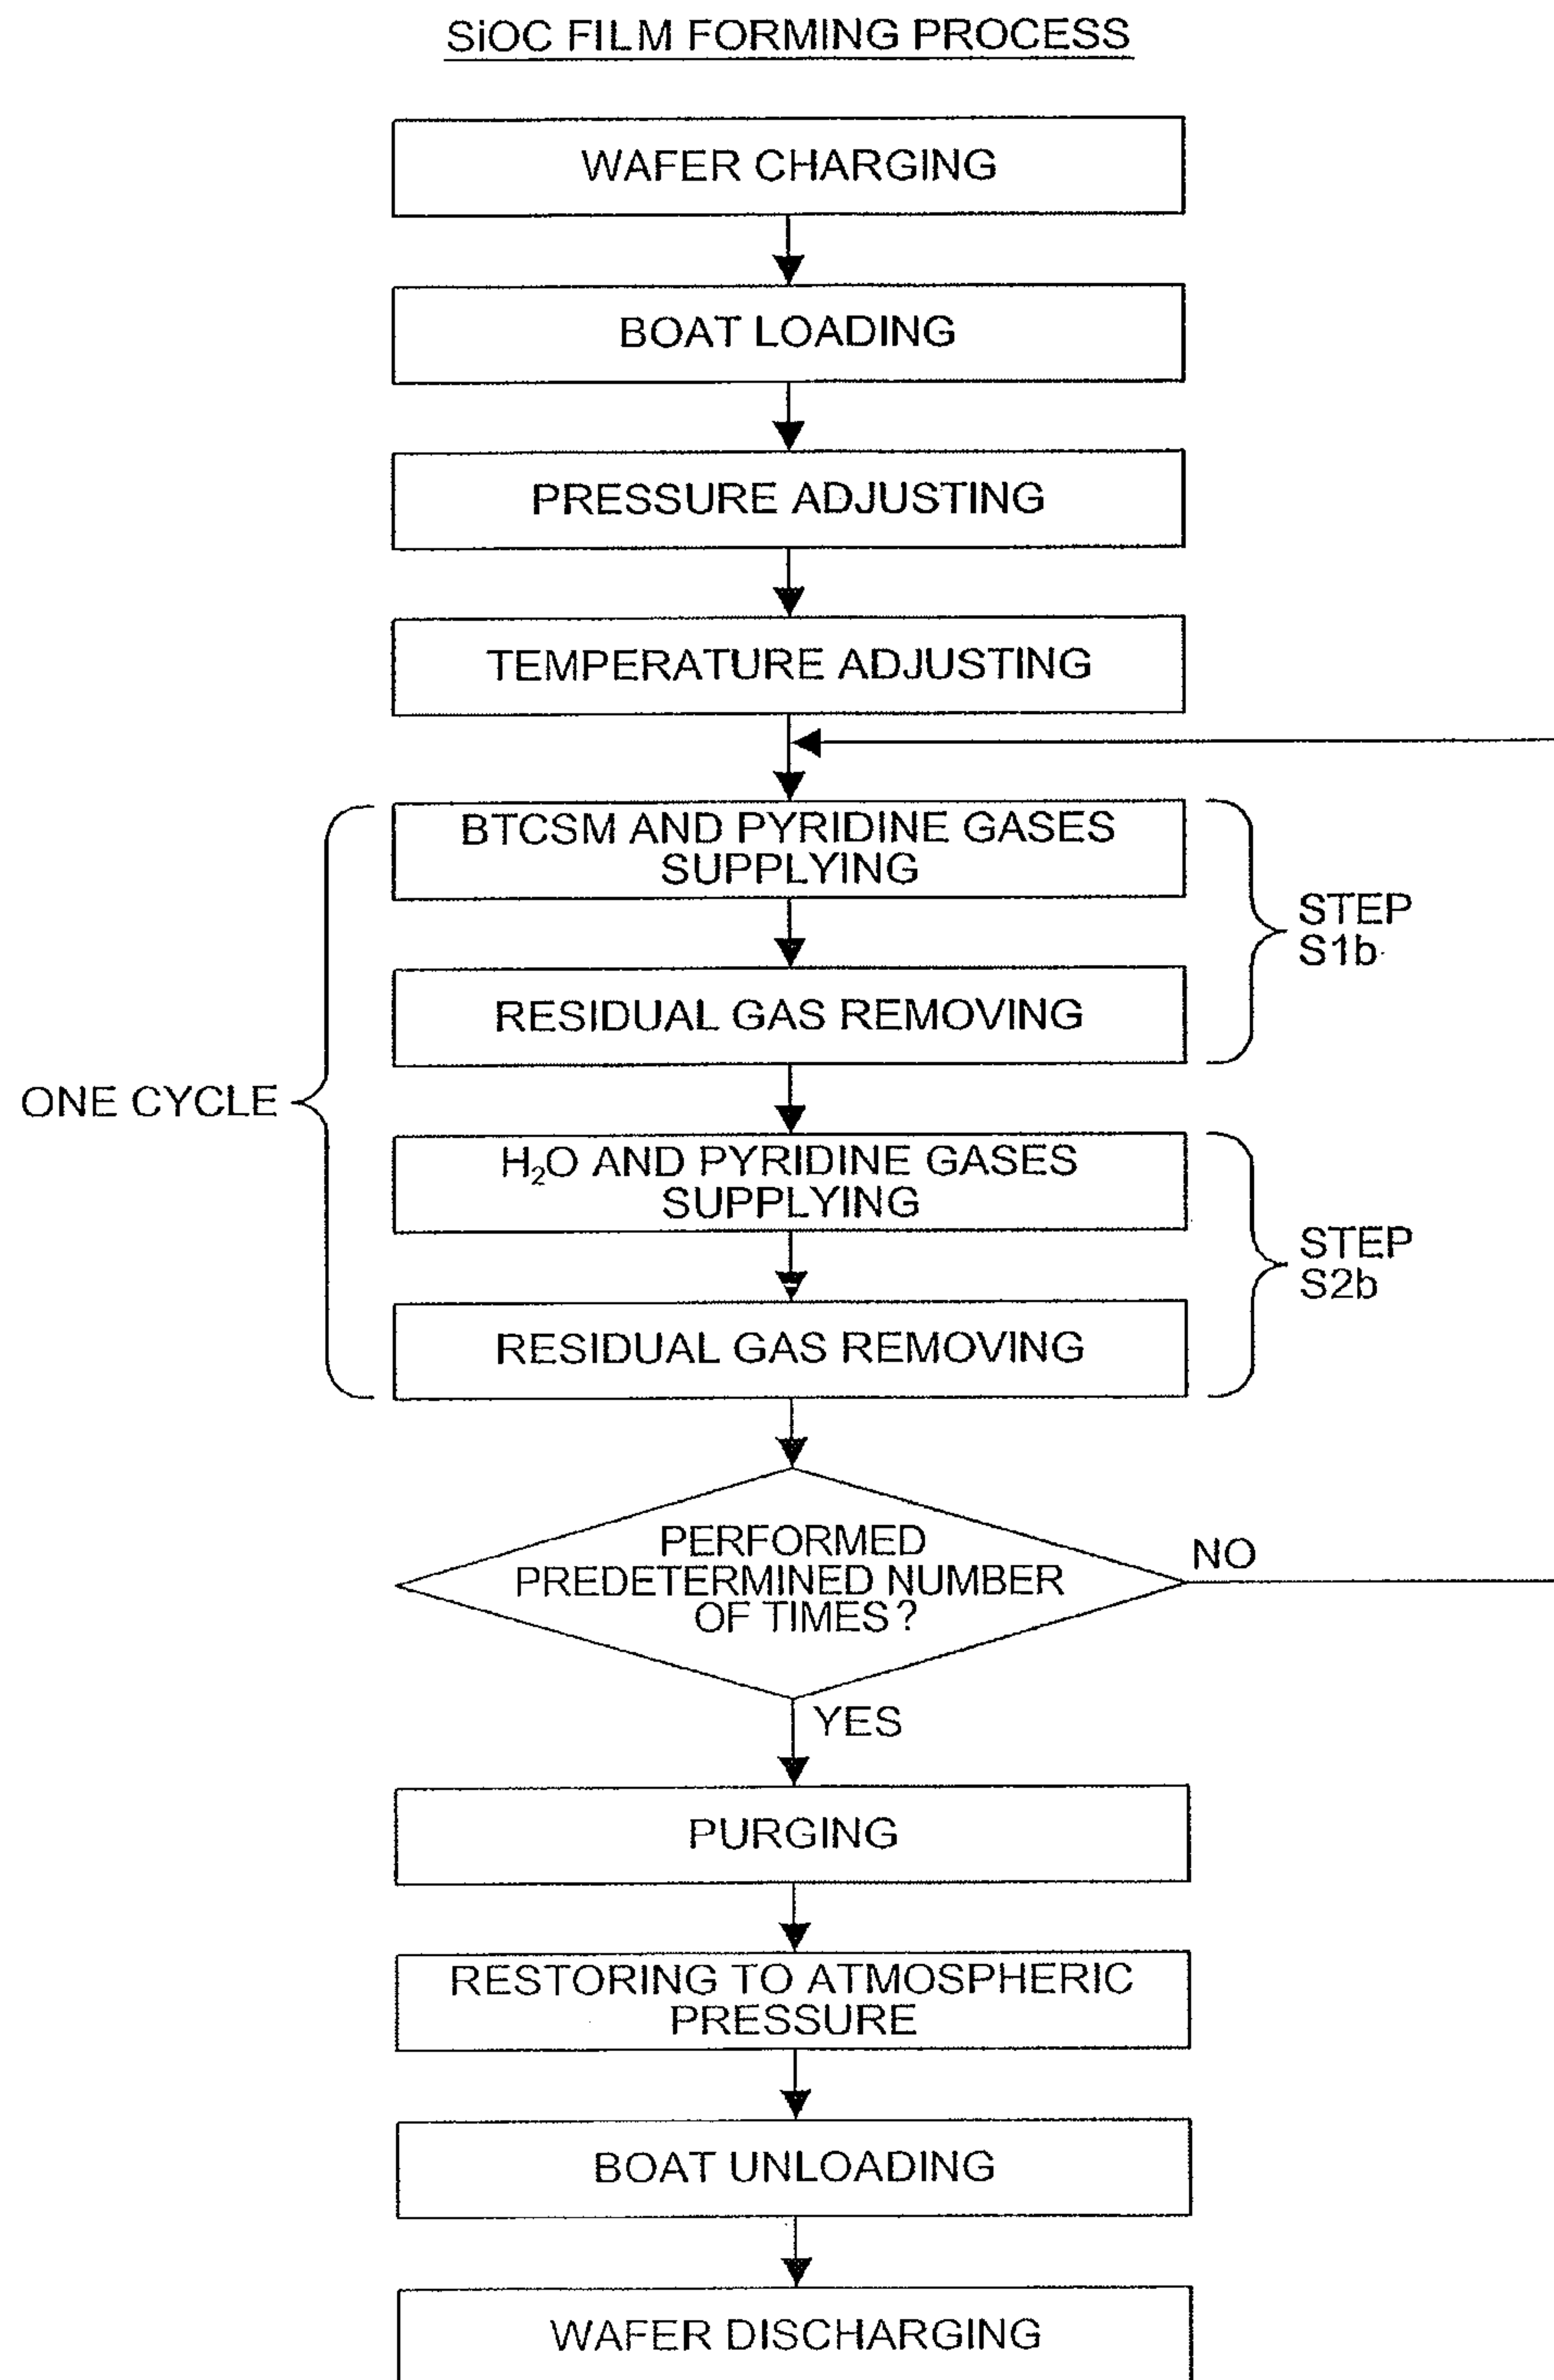 SiOC FILM FORMING PROCESS
WAFER CHARGING
BOAT LOADING
PRESSURE ADJUSTING
TEMPERATURE ADJUSTING
BTCSM AND PYRIDINE GASES
SUPPLYING
STEP
S1b
RESIDUAL GAS REMOVING
ONE CYCLE
H₂O AND PYRIDINE GASES
SUPPLYING
STEP
S2b
RESIDUAL GAS REMOVING
PERFORMED
PREDETERMINED NUMBER
OF TIMES?
NO
YES
PURGING
RESTORING TO ATMOSPHERIC
PRESSURE
BOAT UNLOADING
WAFER DISCHARGING